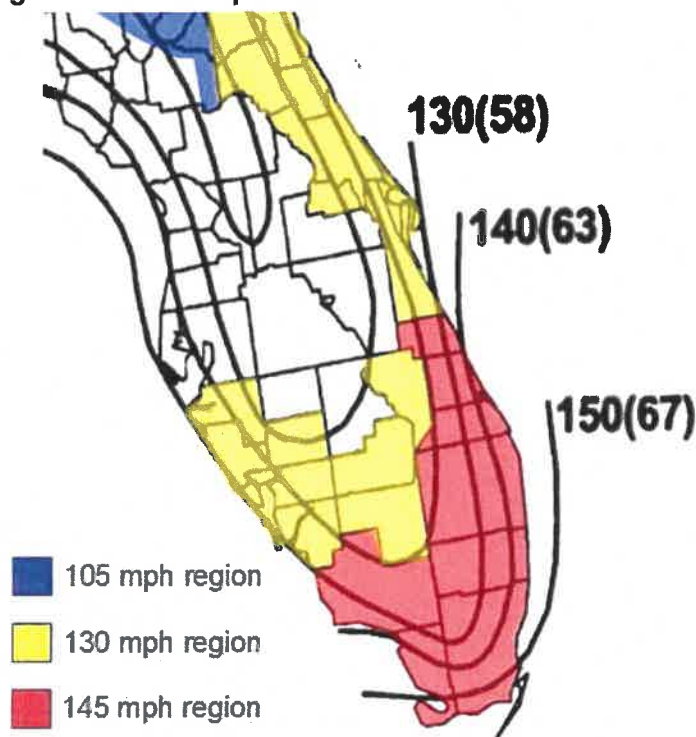 130(58)
140(63)
150(67)
105 mph region
130 mph region
145 mph region